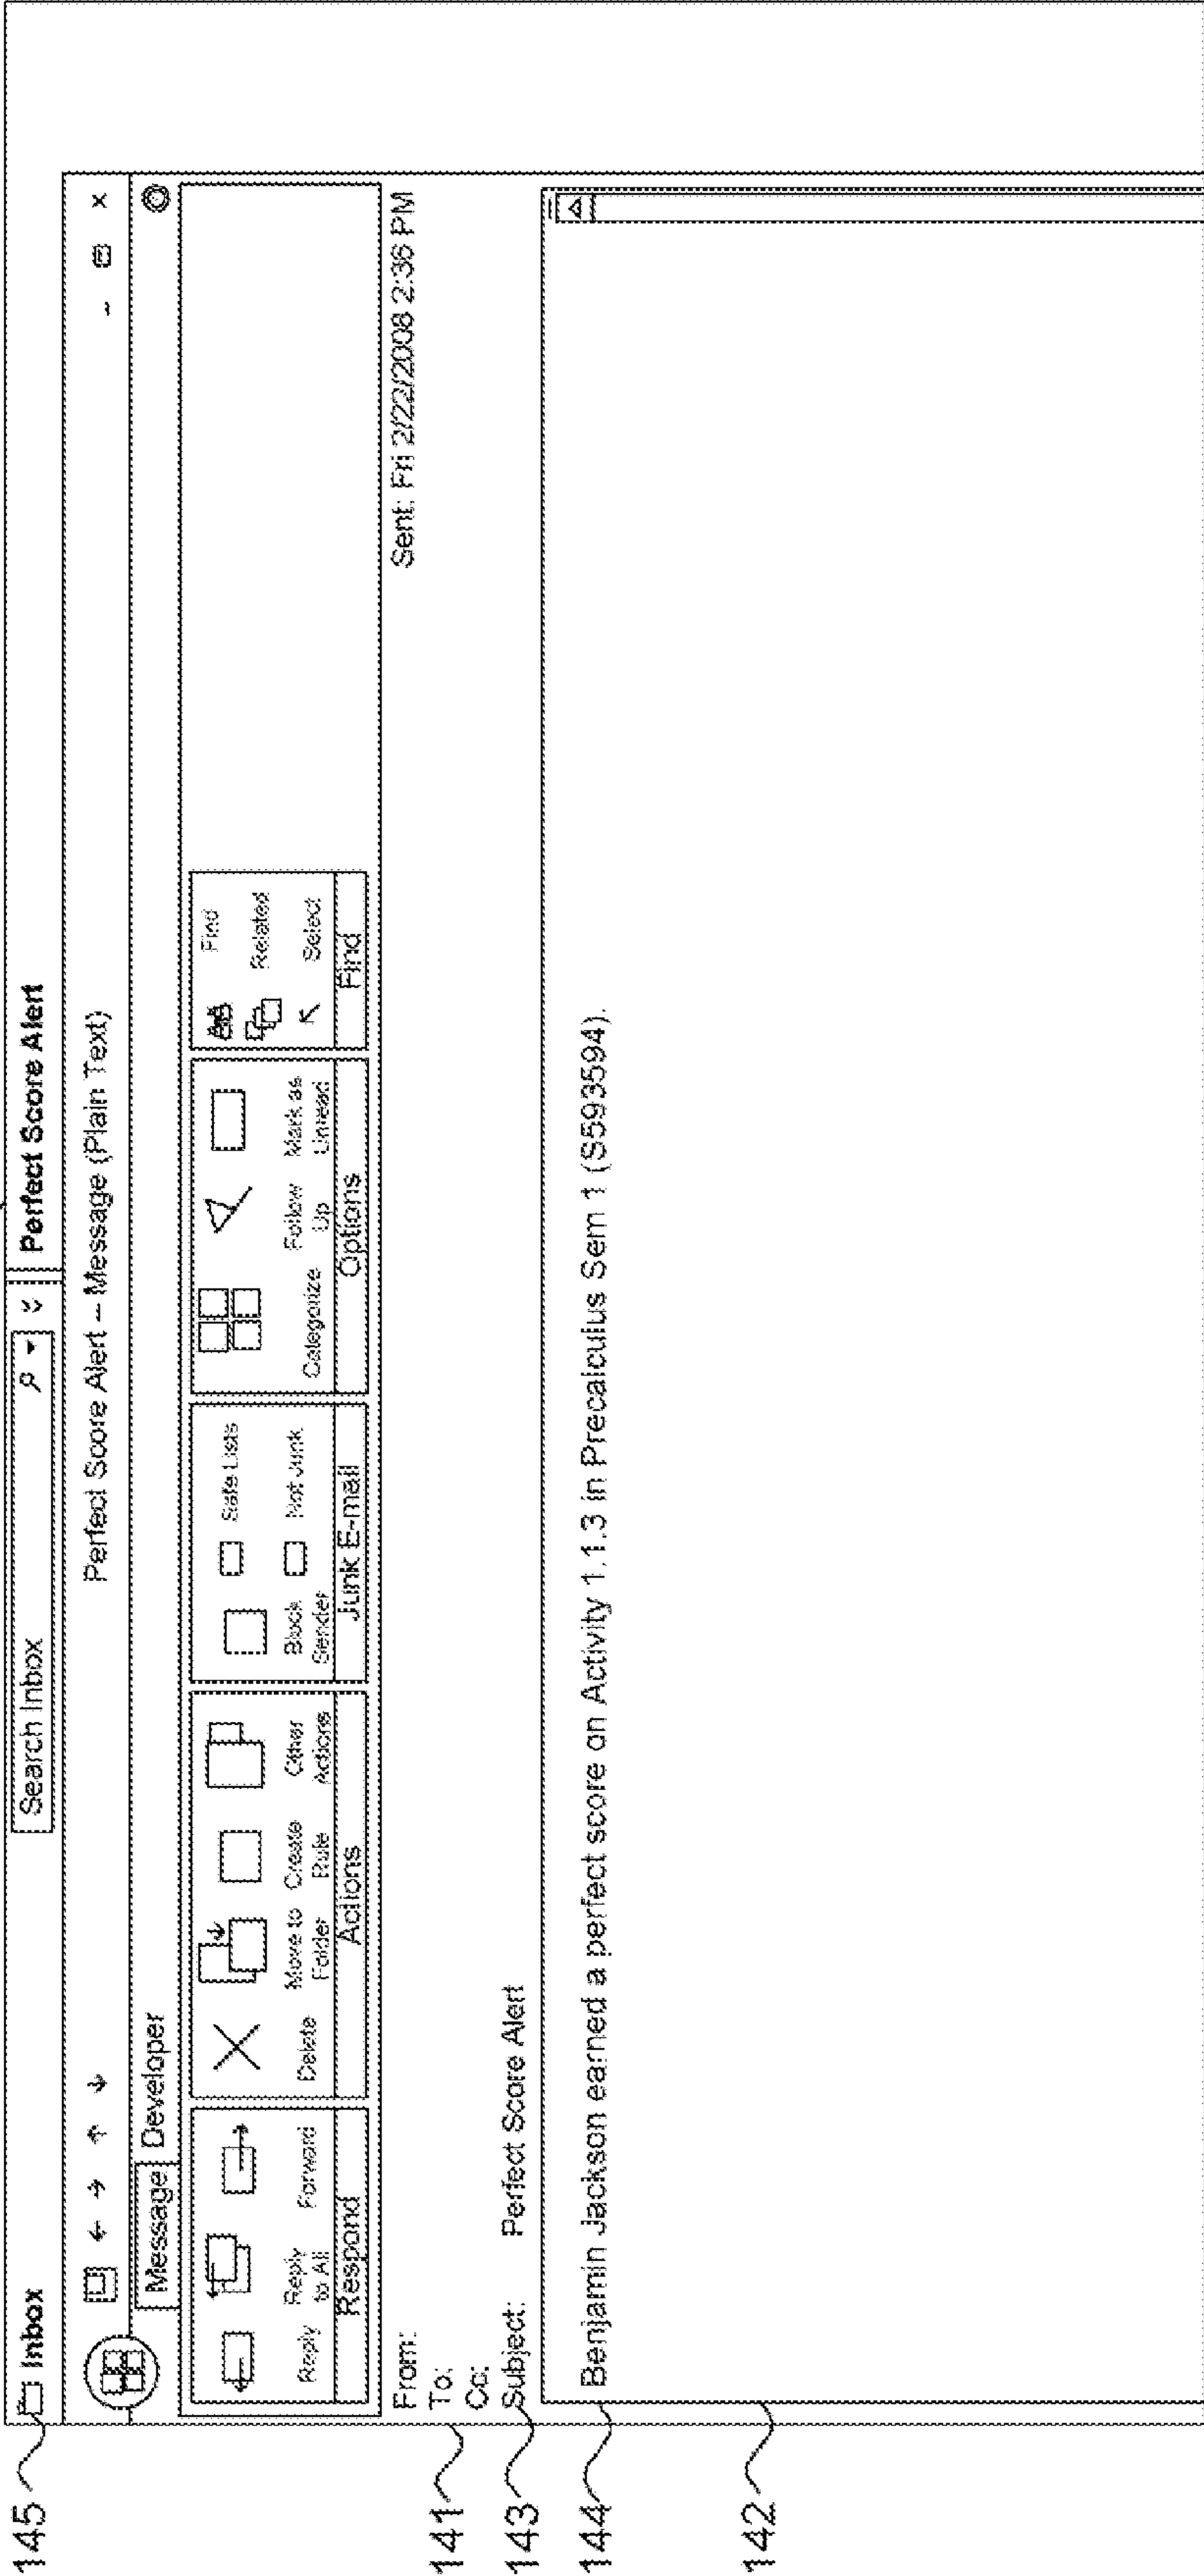 145
Inbox
Search Inbox
Perfect Score Alert
Perfect Score Alert – Message (Plain Text)
Message
Developer
Reply
Reply to All
Forward
Respond
Delete
Move to Folder
Create Rule
Other Actions
Actions
Block Sender
Safe Lists
Not Junk
Junk E-mail
Categorize
Follow Up
Mark as Unread
Options
Find
Related
Select
Find
From:
Sent: Fri 2/22/2008 2:36 PM
141
To:
Cc:
143
Subject: Perfect Score Alert
144
Benjamin Jackson earned a perfect score on Activity 1.1.3 in Precalculus Sem 1 (S593594).
142